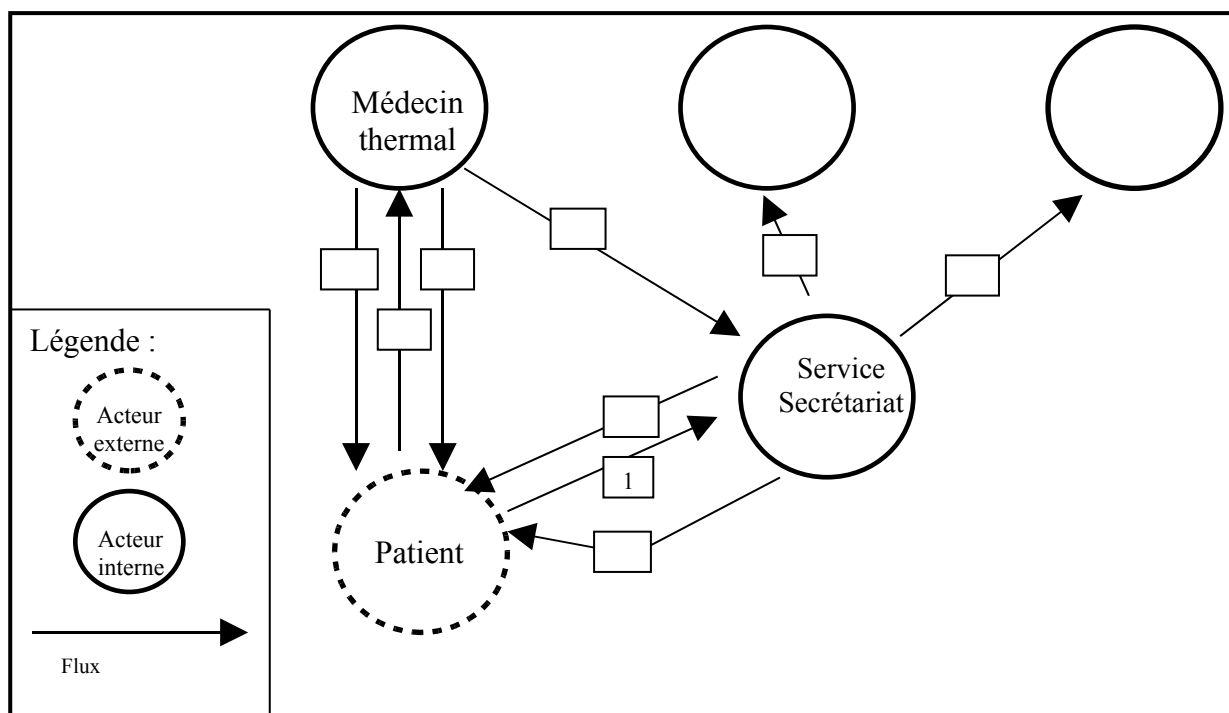 Médecin
thermal
Légende :
Acteur
externe
Acteur
interne
Flux
Service
Secrétariat
1
Patient